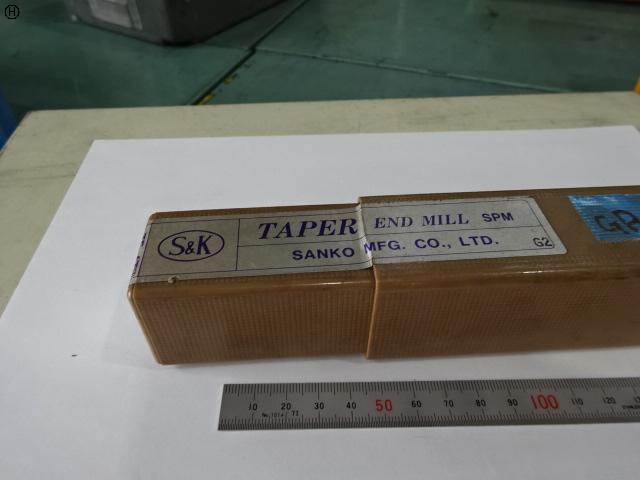 H
S&K
TAPER END MILL SPM
SANKO MFG. CO., LTD. G2
10 20 30 40 50 60 70 80 90 100 110 120